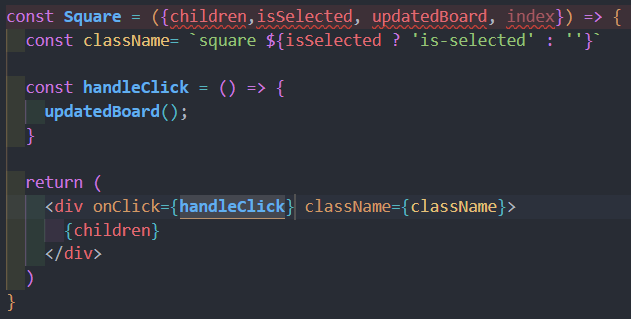 const Square = ({children,isSelected, updatedBoard, index}) => {
  const className= `square ${isSelected ? 'is-selected' : ''}`

  const handleClick = () => {
    updatedBoard();
  }

  return (
    <div onClick={handleClick} className={className}>
      {children}
    </div>
  )
}